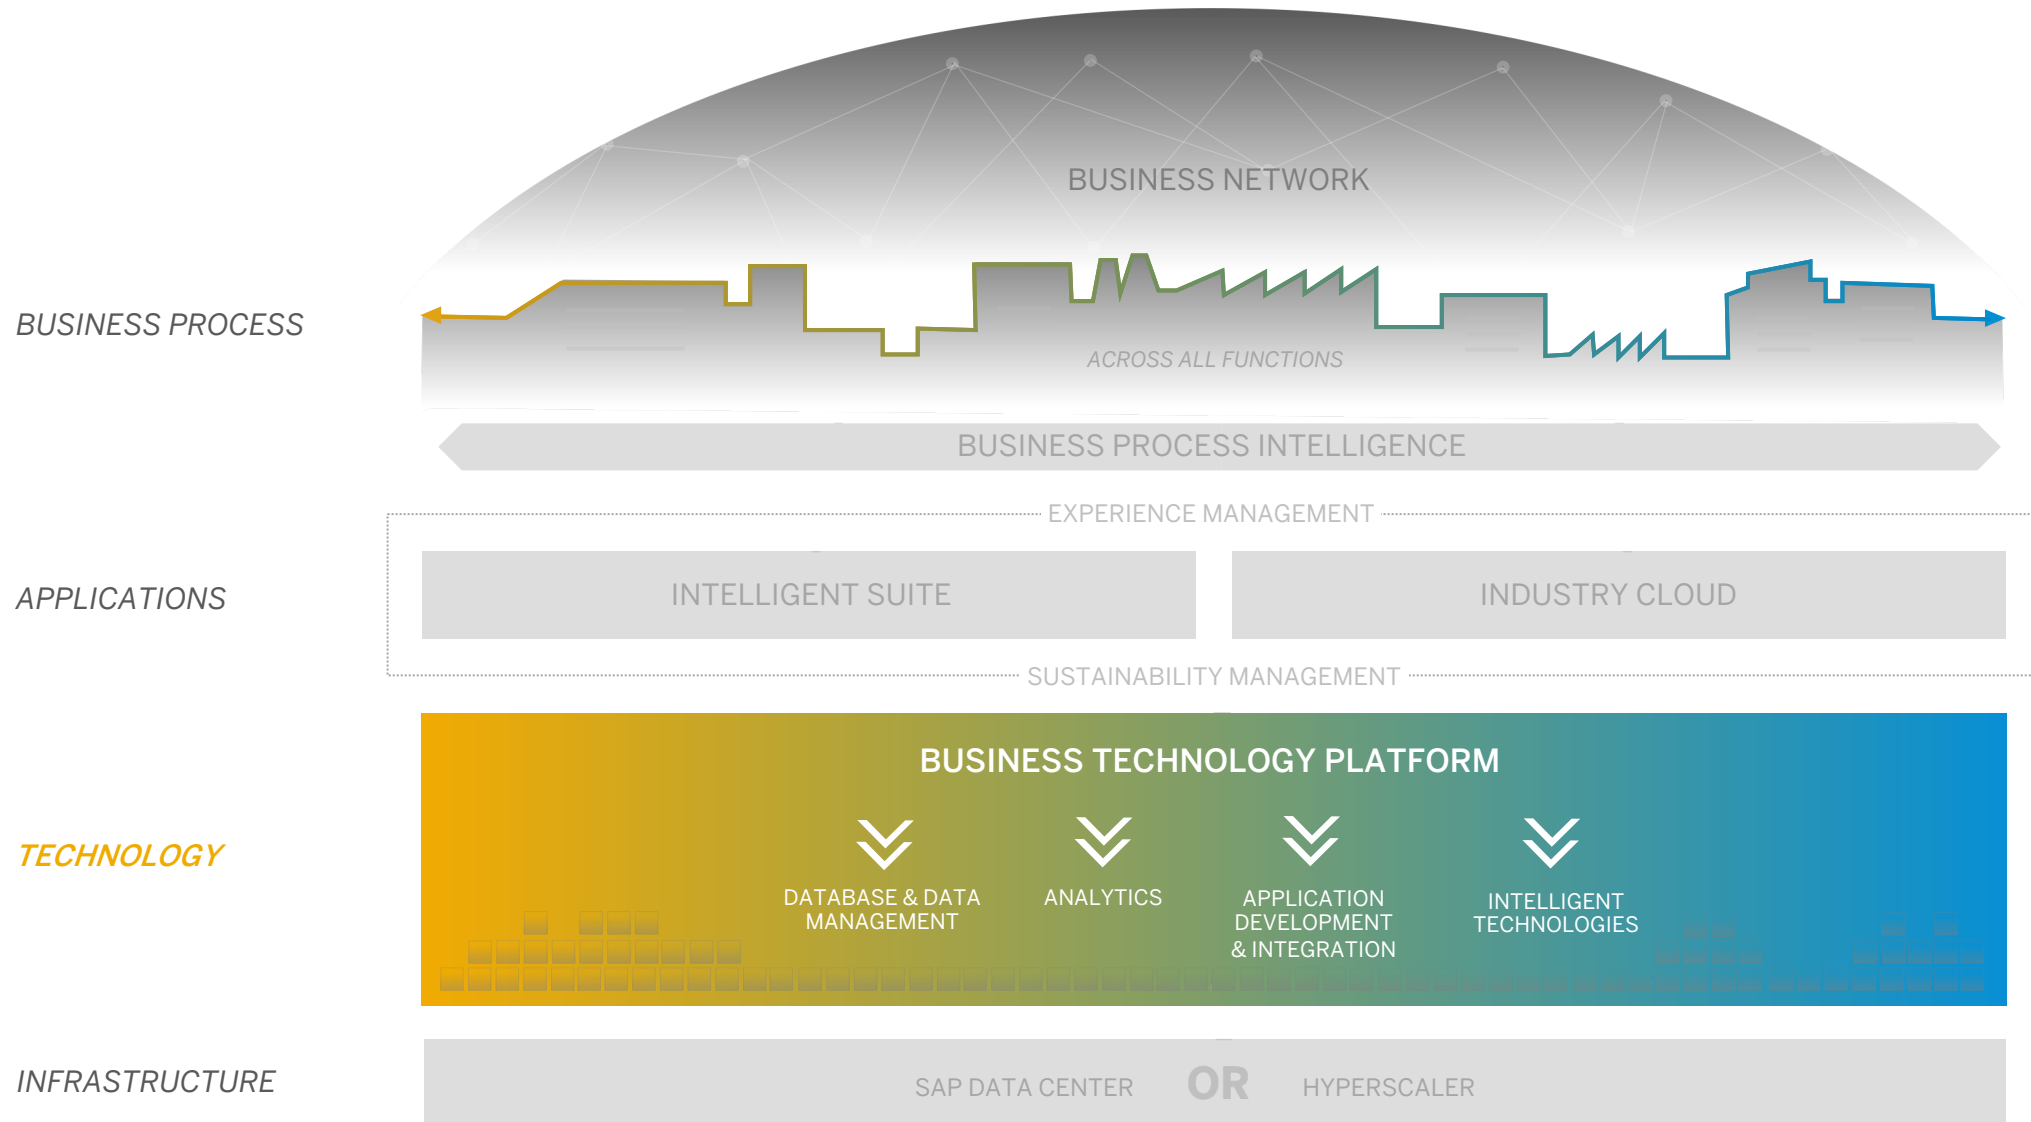 BUSINESS NETWORK
BUSINESS PROCESS
ACROSS ALL FUNCTIONS
BUSINESS PROCESS INTELLIGENCE
EXPERIENCE MANAGEMENT
APPLICATIONS
INTELLIGENT SUITE
INDUSTRY CLOUD
SUSTAINABILITY MANAGEMENT
BUSINESS TECHNOLOGY PLATFORM
TECHNOLOGY
DATABASE & DATA
MANAGEMENT
ANALYTICS
APPLICATION
DEVELOPMENT
& INTEGRATION
INTELLIGENT
TECHNOLOGIES
INFRASTRUCTURE
SAP DATA CENTER OR HYPERSCALER